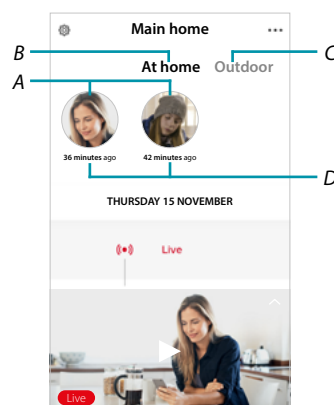 Main home
B
C
At home Outdoor
A
36 minutes ago 42 minutes ago
D
THURSDAY 15 NOVEMBER
Live
Live